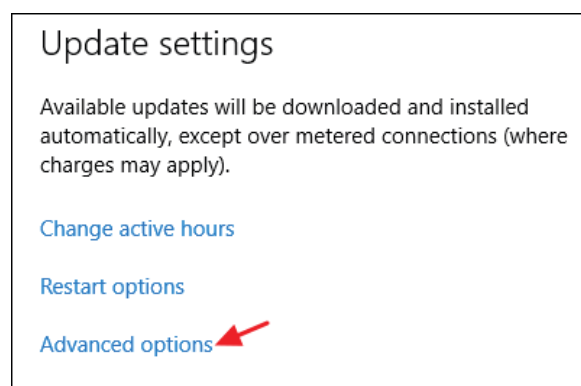 Update settings
Available updates will be downloaded and installed
automatically, except over metered connections (where
charges may apply).
Change active hours
Restart options
Advanced options